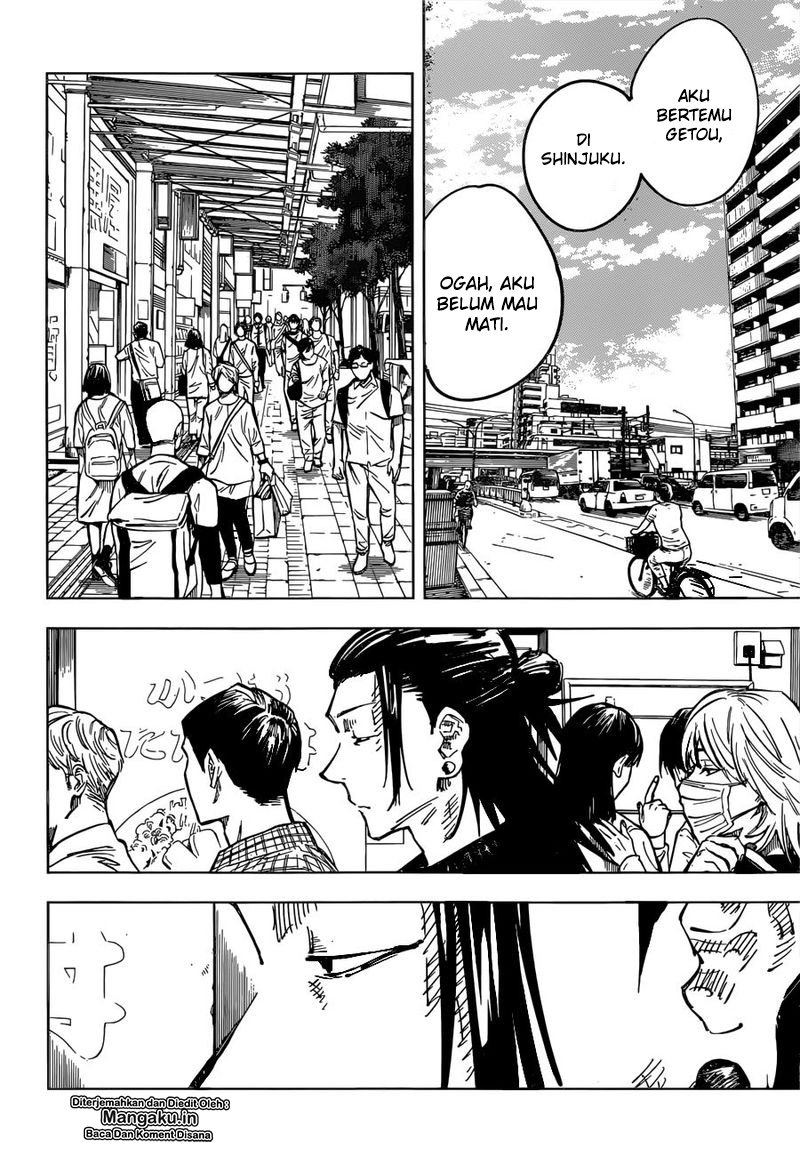 AKU
BERTEMU
GETOU,
DI
SHINJUKU.
OGAH, AKU
BELUM MAU
MATI.
Diterjemahkan dan Diedit Oleh :
Mangaku.in
Baca Dan Koment Disana